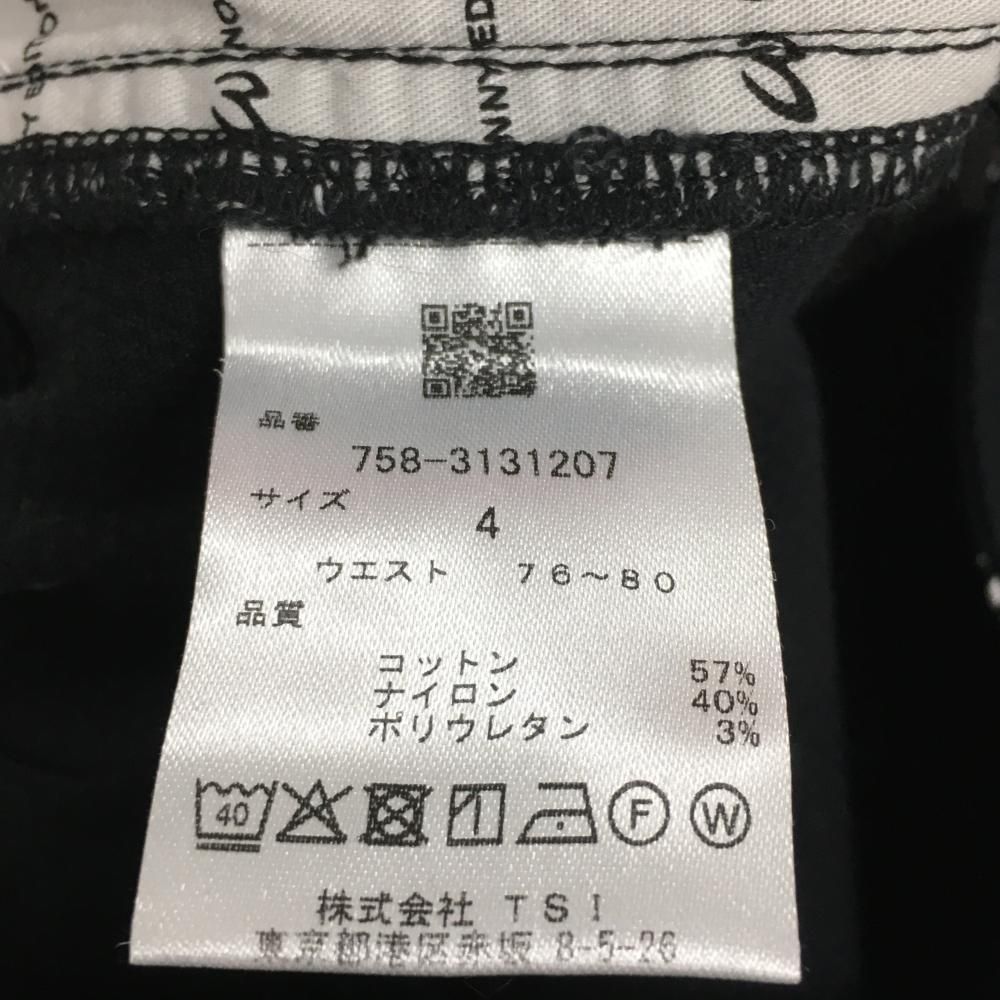 NNY ED
品番
758-3131207
サイズ
4
ウエスト 76～80
品質
コットン 57%
ナイロン 40%
ポリウレタン 3%
40
F W
株式会社 TSI
東京都港区赤坂 8-5-26